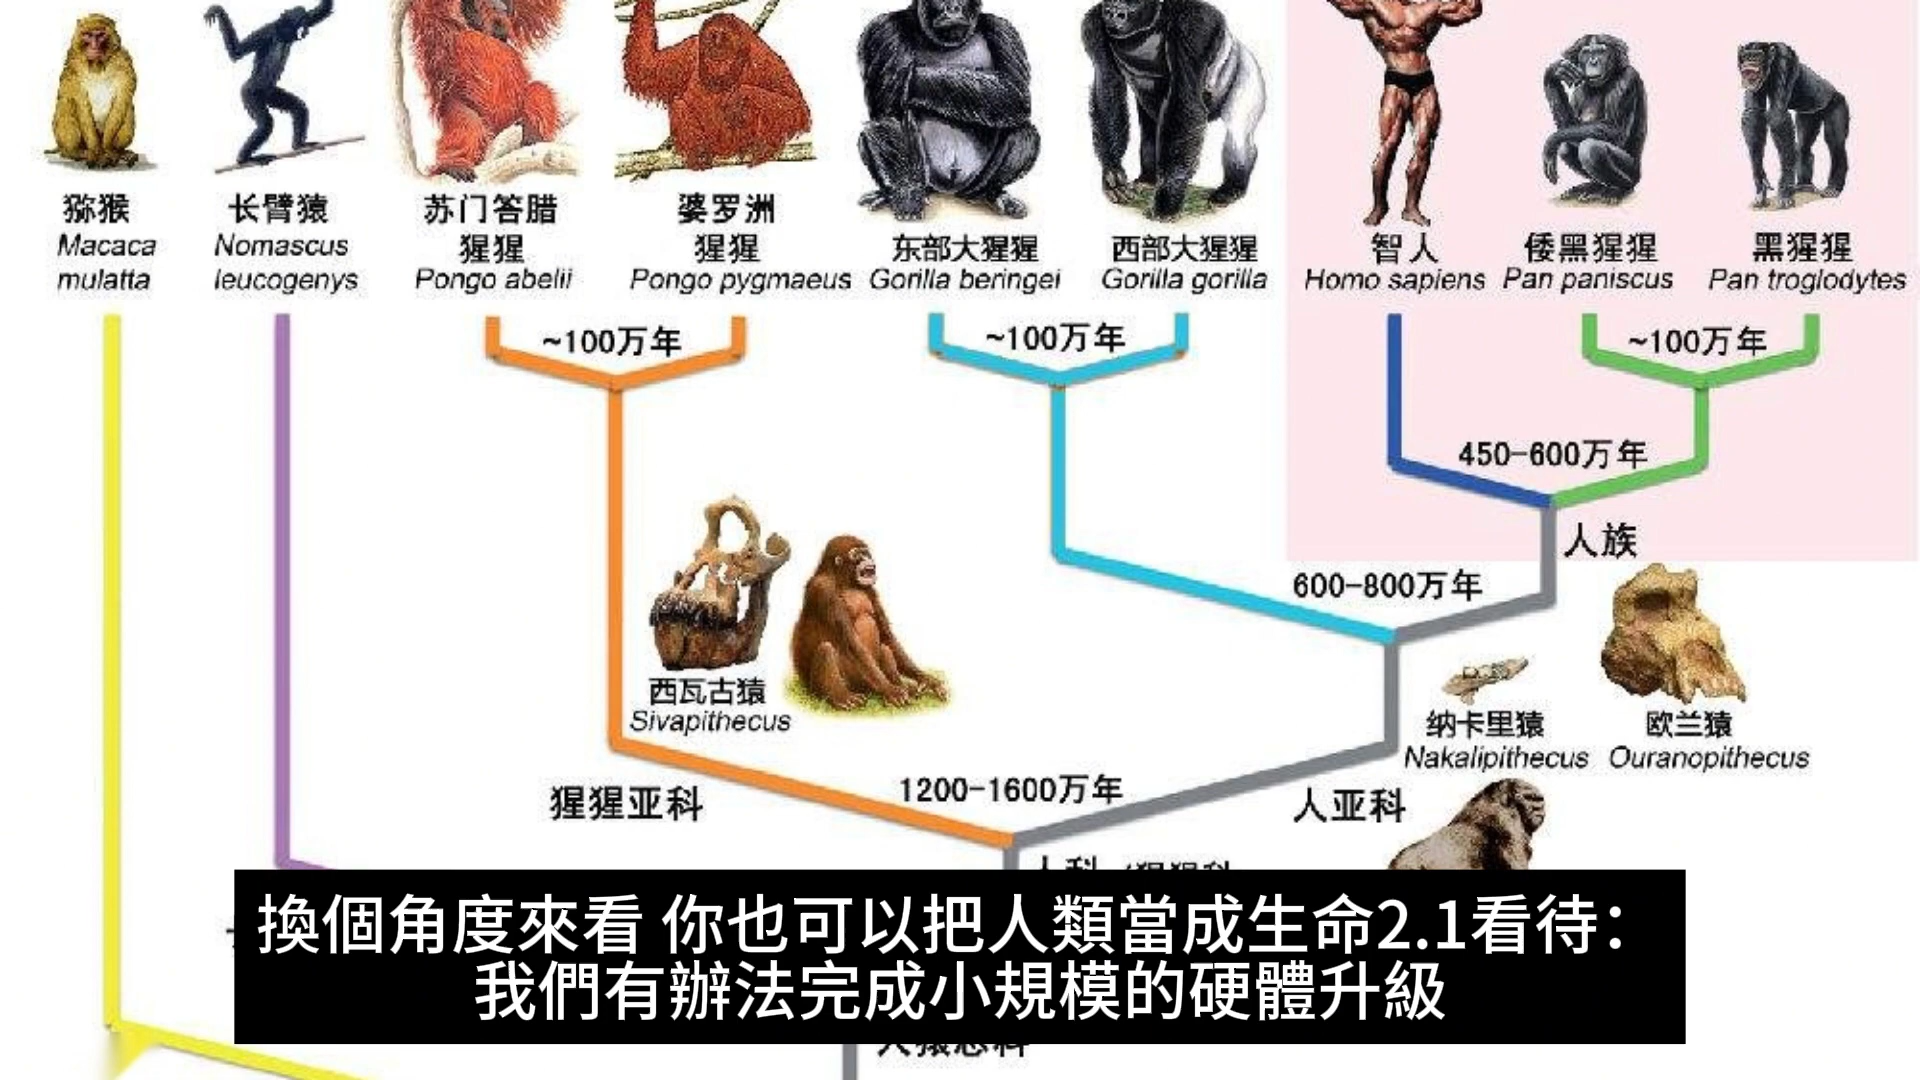 猕猴
Macaca
mulatta
长臂猿
Nomascus
leucogenys
苏门答腊
猩猩
Pongo abelii
婆罗洲
猩猩
Pongo pygmaeus
东部大猩猩
Gorilla beringei
西部大猩猩
Gorilla gorilla
智人
Homo sapiens
倭黑猩猩
Pan paniscus
黑猩猩
Pan troglodytes
~100万年
~100万年
~100万年
450-600万年
人族
600-800万年
西瓦古猿
Sivapithecus
纳卡里猿
Nakalipithecus
欧兰猿
Ouranopithecus
1200-1600万年
猩猩亚科
人亚科
換個角度來看 你也可以把人類當成生命2.1看待：
我們有辦法完成小規模的硬體升級